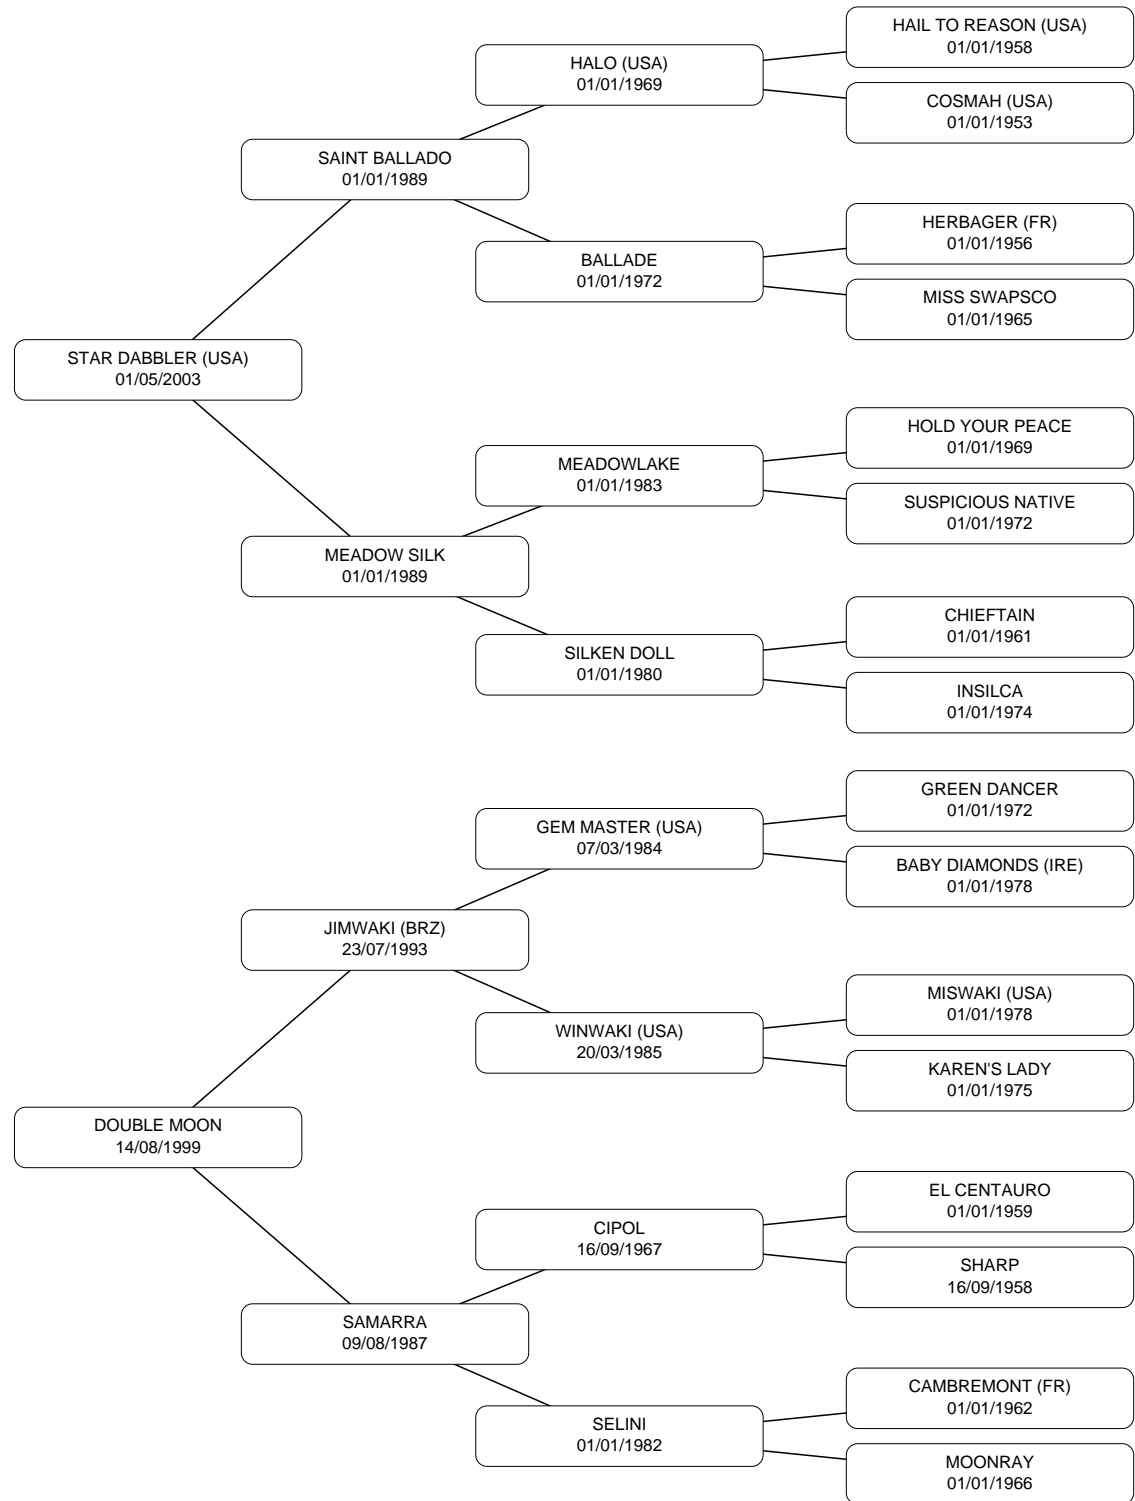 HAIL TO REASON (USA)
01/01/1958
HALO (USA)
01/01/1969
COSMAH (USA)
01/01/1953
SAINT BALLADO
01/01/1989
HERBAGER (FR)
01/01/1956
BALLADE
01/01/1972
MISS SWAPSCO
01/01/1965
STAR DABBLER (USA)
01/05/2003
HOLD YOUR PEACE
01/01/1969
MEADOWLAKE
01/01/1983
SUSPICIOUS NATIVE
01/01/1972
MEADOW SILK
01/01/1989
CHIEFTAIN
01/01/1961
SILKEN DOLL
01/01/1980
INSILCA
01/01/1974
GREEN DANCER
01/01/1972
GEM MASTER (USA)
07/03/1984
BABY DIAMONDS (IRE)
01/01/1978
JIMWAKI (BRZ)
23/07/1993
MISWAKI (USA)
01/01/1978
WINWAKI (USA)
20/03/1985
KAREN'S LADY
01/01/1975
DOUBLE MOON
14/08/1999
EL CENTAURO
01/01/1959
CIPOL
16/09/1967
SHARP
16/09/1958
SAMARRA
09/08/1987
CAMBREMONT (FR)
01/01/1962
SELINI
01/01/1982
MOONRAY
01/01/1966